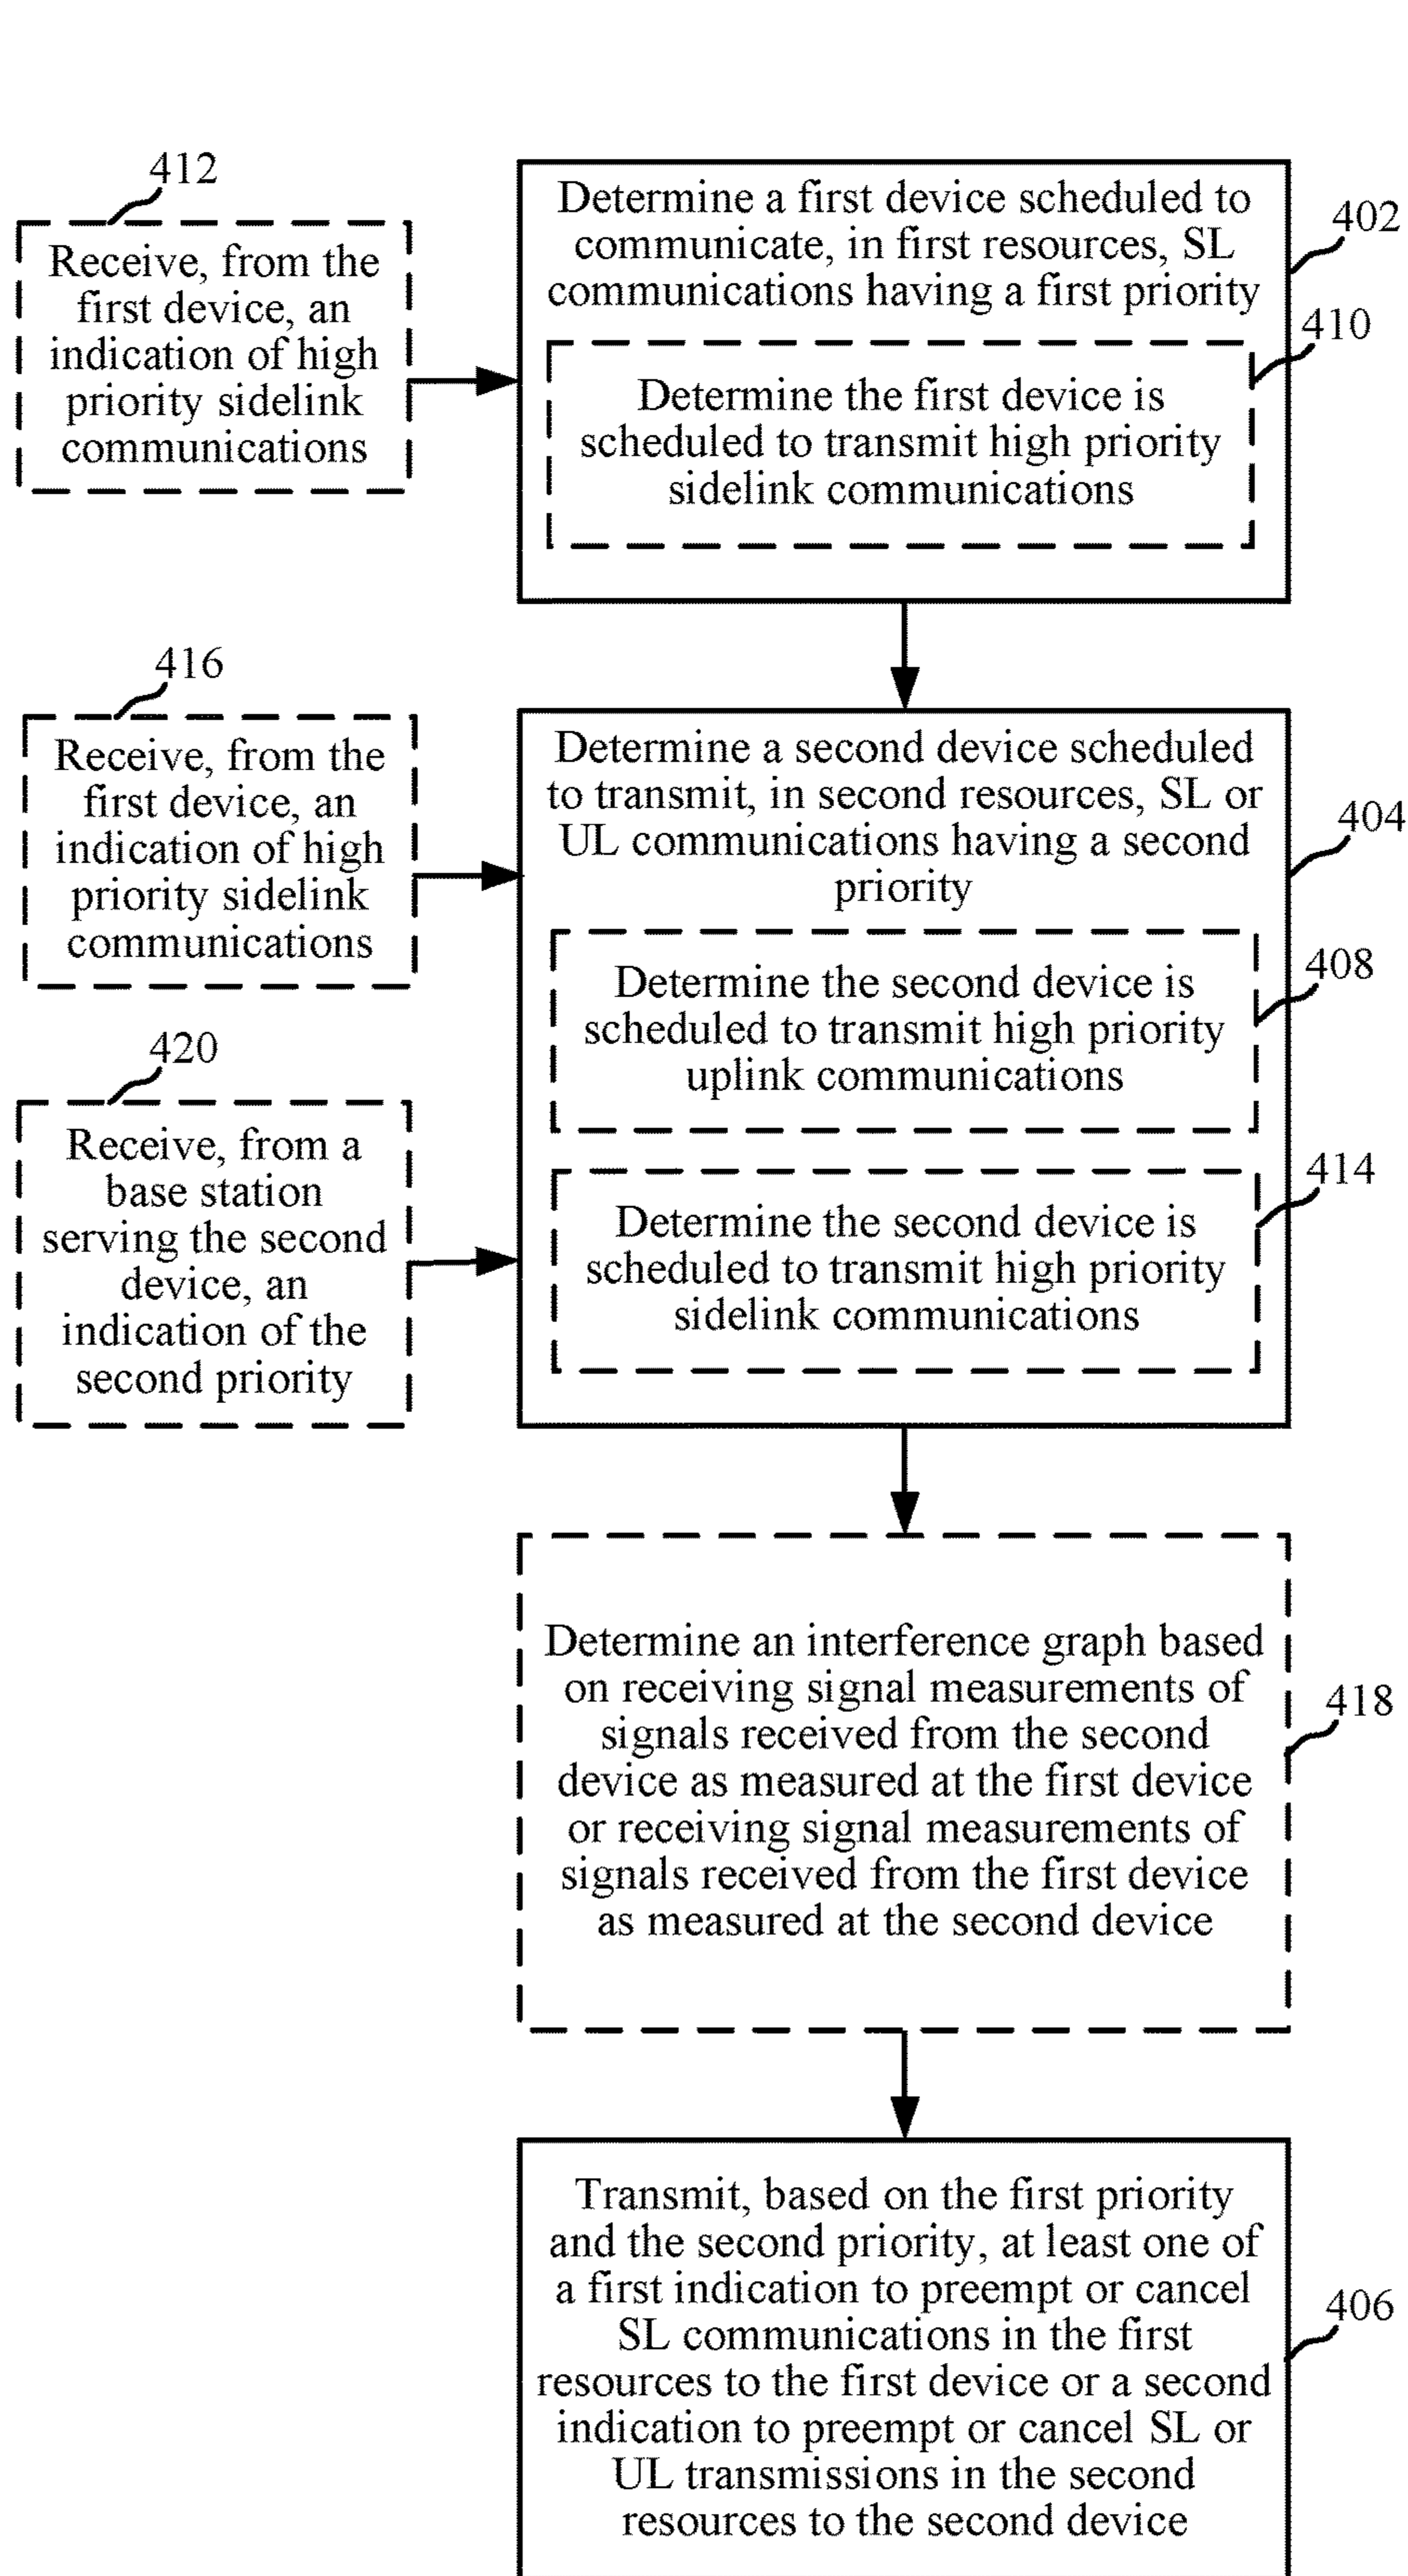 412
Receive, from the
first device, an
indication of high
priority sidelink
communications
Determine a first device scheduled to
communicate, in first resources, SL
communications having a first priority
402
410
Determine the first device is
scheduled to transmit high priority
sidelink communications
416
Receive, from the
first device, an
indication of high
priority sidelink
communications
Determine a second device scheduled
to transmit, in second resources, SL or
UL communications having a second
priority
404
Determine the second device is
scheduled to transmit high priority
uplink communications
408
420
Receive, from a
base station
serving the second
device, an
indication of the
second priority
Determine the second device is
scheduled to transmit high priority
sidelink communications
414
Determine an interference graph based
on receiving signal measurements of
signals received from the second
device as measured at the first device
or receiving signal measurements of
signals received from the first device
as measured at the second device
418
Transmit, based on the first priority
and the second priority, at least one of
a first indication to preempt or cancel
SL communications in the first
resources to the first device or a second
indication to preempt or cancel SL or
UL transmissions in the second
resources to the second device
406